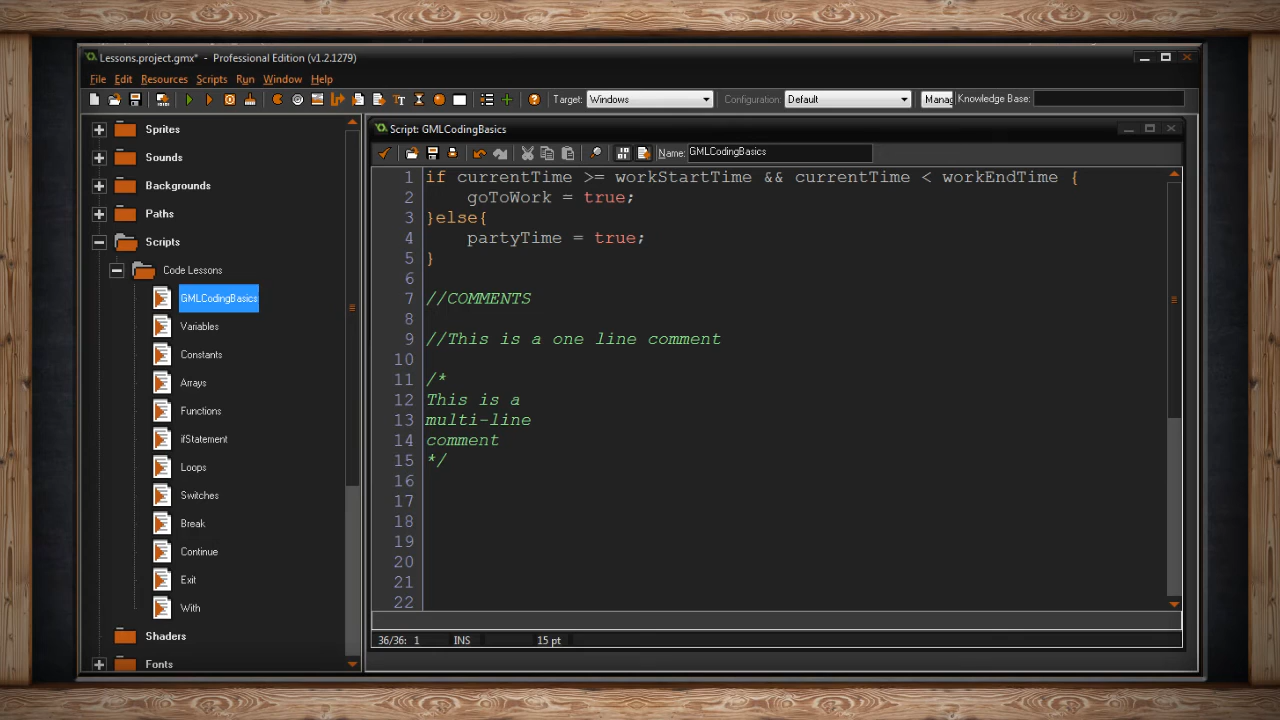 Lessons.project.gmx* - Professional Edition (v1.2.1279)
File Edit Resources Scripts Run Window Help
Target: Windows Configuration: Default Manag Knowledge Base:
Sprites
Sounds
Backgrounds
Paths
Scripts
Code Lessons
GMLCodingBasics
Variables
Constants
Arrays
Functions
ifStatement
Loops
Switches
Break
Continue
Exit
With
Shaders
Fonts
Script: GMLCodingBasics
Name: GMLCodingBasics
1 if currentTime >= workStartTime && currentTime < workEndTime {
2 goToWork = true;
3 }else{
4 partyTime = true;
5 }
6
7 //COMMENTS
8
9 //This is a one line comment
10
11 /*
12 This is a
13 multi-line
14 comment
15 */
16
17
18
19
20
21
22
36/36: 1 INS 15 pt